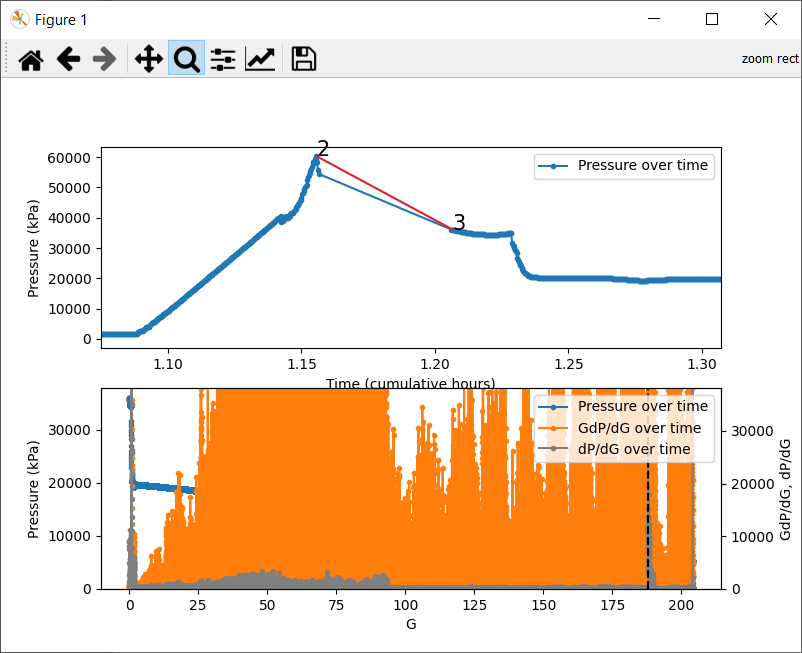 Figure 1
zoom rect
2
3
Pressure over time
Pressure (kPa)
60000
50000
40000
30000
20000
10000
0
1.10 1.15 1.20 1.25 1.30
Time (cumulative hours)
Pressure over time
GdP/dG over time
dP/dG over time
Pressure (kPa)
30000
20000
10000
0
30000
20000
10000
0
GdP/dG, dP/dG
0 25 50 75 100 125 150 175 200
G